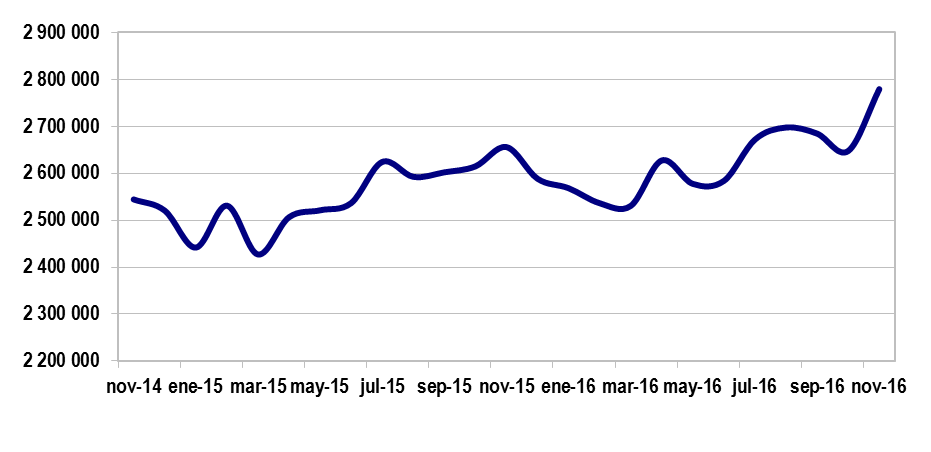 2 900 000
2 800 000
2 700 000
2 600 000
2 500 000
2 400 000
2 300 000
2 200 000
nov-14 ene-15 mar-15 may-15 jul-15 sep-15 nov-15 ene-16 mar-16 may-16 jul-16 sep-16 nov-16